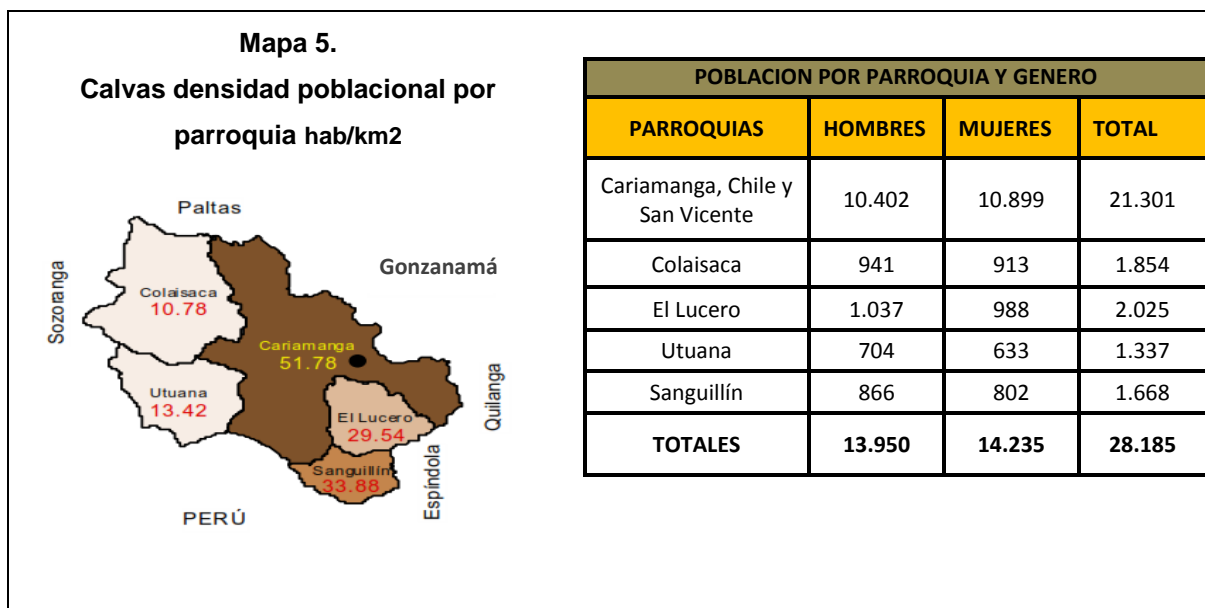 Mapa 5.
Calvas densidad poblacional por
parroquia hab/km2
Paltas
Gonzanamá
Sozoranga
Colaisaca
10.78
Cariamanga
51.78
Utuana
13.42
El Lucero
29.54
Quilanga
Sanguillín
33.88
Espíndola
PERÚ
POBLACION POR PARROQUIA Y GENERO
PARROQUIAS HOMBRES MUJERES TOTAL
Cariamanga, Chile y
San Vicente 10.402 10.899 21.301
Colaisaca 941 913 1.854
El Lucero 1.037 988 2.025
Utuana 704 633 1.337
Sanguillín 866 802 1.668
TOTALES 13.950 14.235 28.185